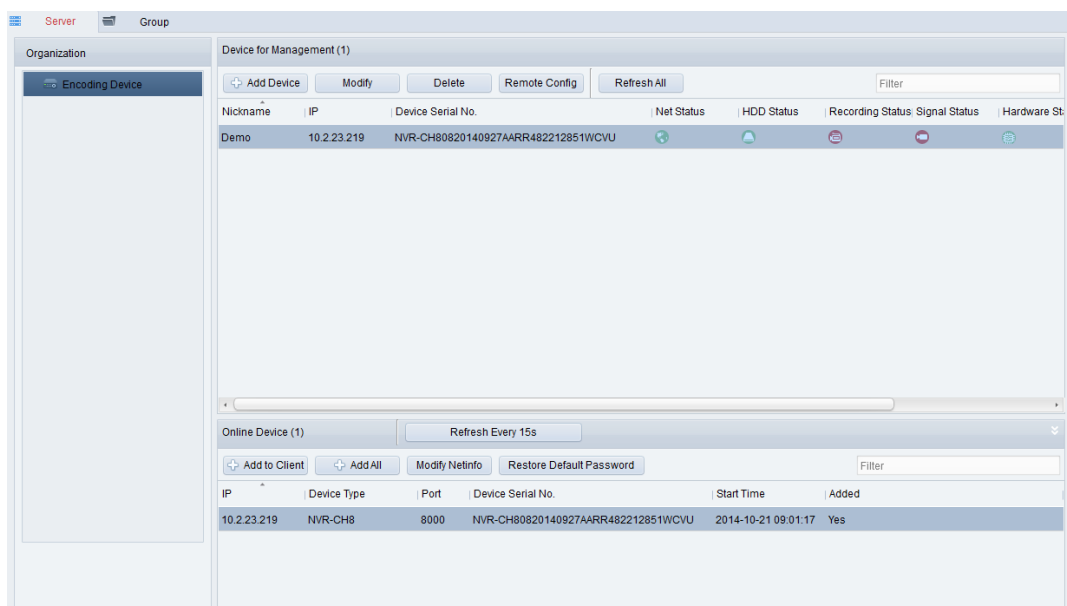 Server Group
Organization
Encoding Device
Device for Management (1)
Add Device Modify Delete Remote Config Refresh All Filter
Nickname IP Device Serial No. Net Status HDD Status Recording Status Signal Status Hardware St
Demo 10.2.23.219 NVR-CH80820140927AARR482212851WCVU
Online Device (1) Refresh Every 15s
Add to Client Add All Modify Netinfo Restore Default Password Filter
IP Device Type Port Device Serial No. Start Time Added
10.2.23.219 NVR-CH8 8000 NVR-CH80820140927AARR482212851WCVU 2014-10-21 09:01:17 Yes